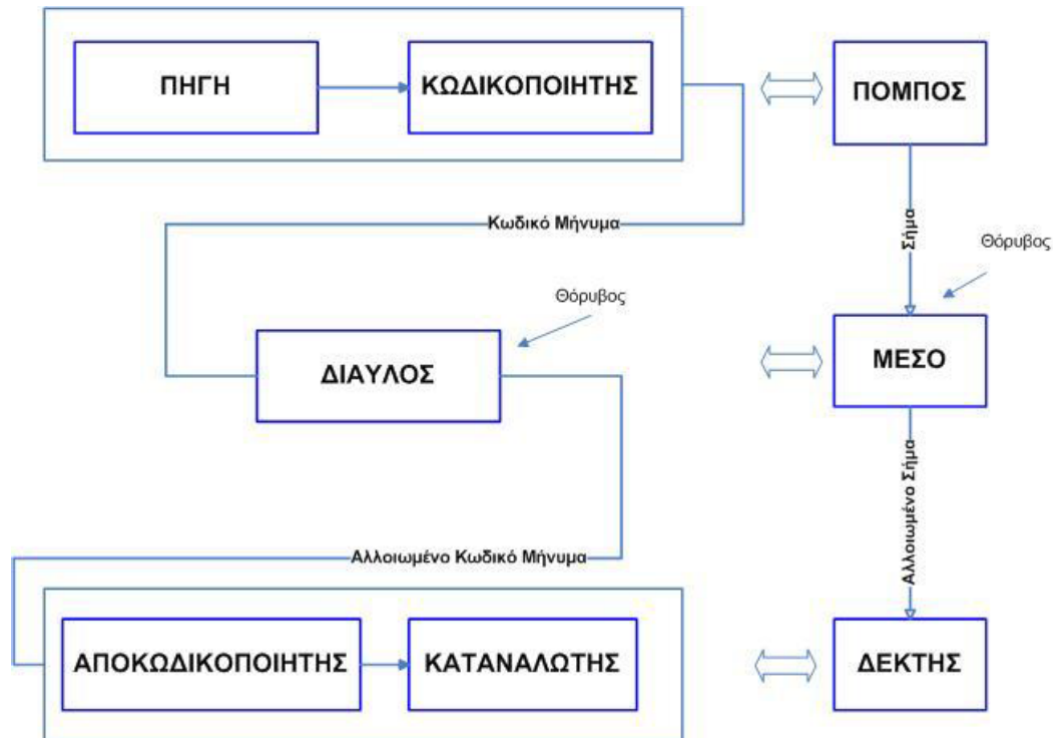 ΠΗΓΗ
ΚΩΔΙΚΟΠΟΙΗΤΗΣ
ΠΟΜΠΟΣ
Κωδικό Μήνυμα
Σήμα
Θόρυβος
Θόρυβος
ΔΙΑΥΛΟΣ
ΜΕΣΟ
Αλλοιωμένο Σήμα
Αλλοιωμένο Κωδικό Μήνυμα
ΑΠΟΚΩΔΙΚΟΠΟΙΗΤΗΣ
ΚΑΤΑΝΑΛΩΤΗΣ
ΔΕΚΤΗΣ